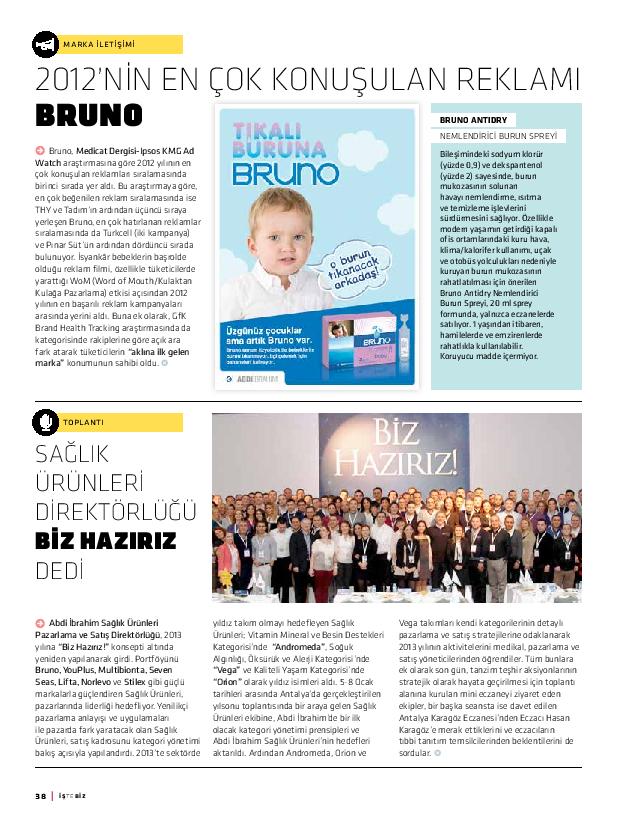 MARKA İLETİŞİMİ
2012’NİN EN ÇOK KONUŞULAN REKLAMI
BRUNO
Bruno, Medicat Dergisi-Ipsos KMG Ad
Watch araştırmasına göre 2012 yılının en
çok konuşulan reklamları sıralamasında
birinci sırada yer aldı. Bu araştırmaya göre,
en çok beğenilen reklam sıralamasında ise
THY ve Tadım’ın ardından üçüncü sıraya
yerleşen Bruno, en çok hatırlanan reklamlar
sıralamasında da Turkcell (iki kampanya)
ve Pınar Süt’ün ardından dördüncü sırada
bulunuyor. İsyankâr bebeklerin başrolde
olduğu reklam filmi, özellikle tüketicilerde
yarattığı WoM (Word of Mouth/Kulaktan
Kulağa Pazarlama) etkisi açısından 2012
yılının en başarılı reklam kampanyaları
arasında yerini aldı. Buna ek olarak, GfK
Brand Health Tracking araştırmasında da
kategorisinde rakiplerine göre açık ara
fark atarak tüketicilerin “aklına ilk gelen
marka” konumunun sahibi oldu.
TIKALI
BURUNA
BRUNO
o burun
tıkanacak
arkadaş!
Üzgünüz çocuklar
ama artık Bruno var.
BRUNO
ABDİ İBRAHİM
BRUNO ANTIDRY
NEMLENDİRİCİ BURUN SPREYİ
Bileşimindeki sodyum klorür
(yüzde 0,9) ve dekspantenol
(yüzde 2) sayesinde, burun
mukozasının solunan
havayı nemlendirme, ısıtma
ve temizleme işlevlerini
sürdürmesini sağlıyor. Özellikle
modern yaşamın getirdiği kapalı
ofis ortamlarındaki kuru hava,
klima/kalorifer kullanımı, uçak
ve otobüs yolculukları nedeniyle
kuruyan burun mukozasının
rahatlatılması için önerilen
Bruno Antidry Nemlendirici
Burun Spreyi, 20 ml sprey
formunda, yalnızca eczanelerde
satılıyor. 1 yaşından itibaren,
hamilelerde ve emzirenlerde
rahatlıkla kullanılabilir.
Koruyucu madde içermiyor.
TOPLANTI
SAĞLIK
ÜRÜNLERİ
DİREKTÖRLÜĞÜ
BİZ HAZIRIZ
DEDİ
BİZ
HAZIRIZ!
Abdi İbrahim Sağlık Ürünleri
Pazarlama ve Satış Direktörlüğü, 2013
yılına “Biz Hazırız!” konsepti altında
yeniden yapılanarak girdi. Portföyünü
Bruno, YouPlus, Multibionta, Seven
Seas, Lifta, Norlevo ve Stilex gibi güçlü
markalarla güçlendiren Sağlık Ürünleri,
pazarlarında liderliği hedefliyor. Yenilikçi
pazarlama anlayışı ve uygulamaları
ile pazarda fark yaratacak olan Sağlık
Ürünleri, satış kadrosunu kategori yönetimi
bakış açısıyla yapılandırdı. 2013’te sektörde
yıldız takım olmayı hedefleyen Sağlık
Ürünleri; Vitamin Mineral ve Besin Destekleri
Kategorisi’nde “Andromeda”, Soğuk
Algınlığı, Öksürük ve Alerji Kategorisi’nde
“Vega” ve Kaliteli Yaşam Kategorisi’nde
“Orion” olarak yıldız isimleri aldı. 5-8 Ocak
tarihleri arasında Antalya’da gerçekleştirilen
yılsonu toplantısında bir araya gelen Sağlık
Ürünleri ekibine, Abdi İbrahim’de bir ilk
olacak kategori yönetimi prensipleri ve
Abdi İbrahim Sağlık Ürünleri’nin hedefleri
aktarıldı. Ardından Andromeda, Orion ve
Vega takımları kendi kategorilerinin detaylı
pazarlama ve satış stratejilerine odaklanarak
2013 yılının aktivitelerini medikal, pazarlama ve
satış yöneticilerinden öğrendiler. Tüm bunlara
ek olarak son gün, tanzim teşhir aksiyonlarının
stratejik olarak hayata geçirilmesi için toplantı
alanına kurulan mini eczaneyi ziyaret eden
ekipler, bir başka seansta ise davet edilen
Antalya Karagöz Eczanesi’nden Eczacı Hasan
Karagöz’e merak ettiklerini ve eczacıların
tıbbi tanıtım temsilcilerinden beklentilerini de
sordular.
38 | İŞTE BİZ